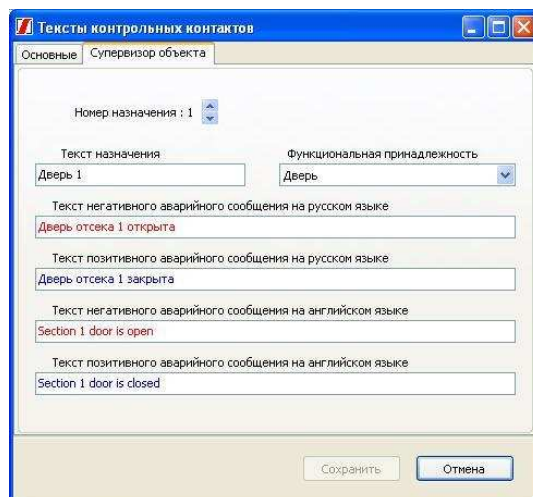 Тексты контрольных контактов
Основные Супервизор объекта
Номер назначения : 1
Текст назначения Функциональная принадлежность
Дверь 1 Дверь
Текст негативного аварийного сообщения на русском языке
Дверь отсека 1 открыта
Текст позитивного аварийного сообщения на русском языке
Дверь отсека 1 закрыта
Текст негативного аварийного сообщения на английском языке
Section 1 door is open
Текст позитивного аварийного сообщения на английском языке
Section 1 door is closed
Сохранить Отмена